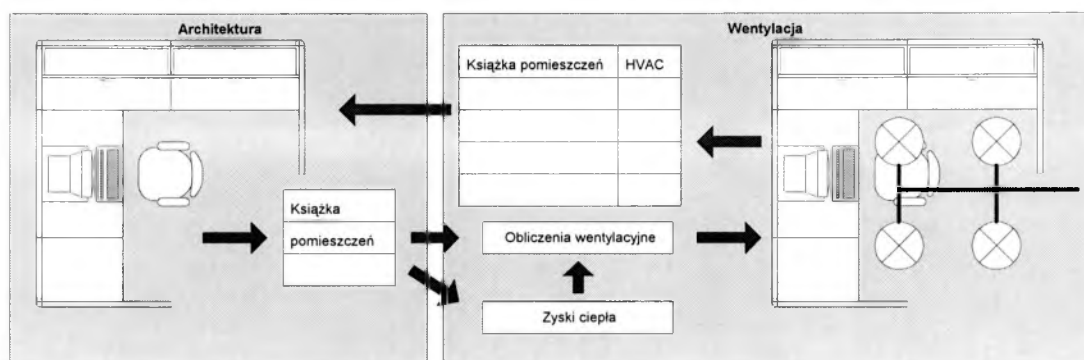 Architektura
Wentylacja
Książka pomieszczeń HVAC
Książka
pomieszczeń
Obliczenia wentylacyjne
Zyski ciepła